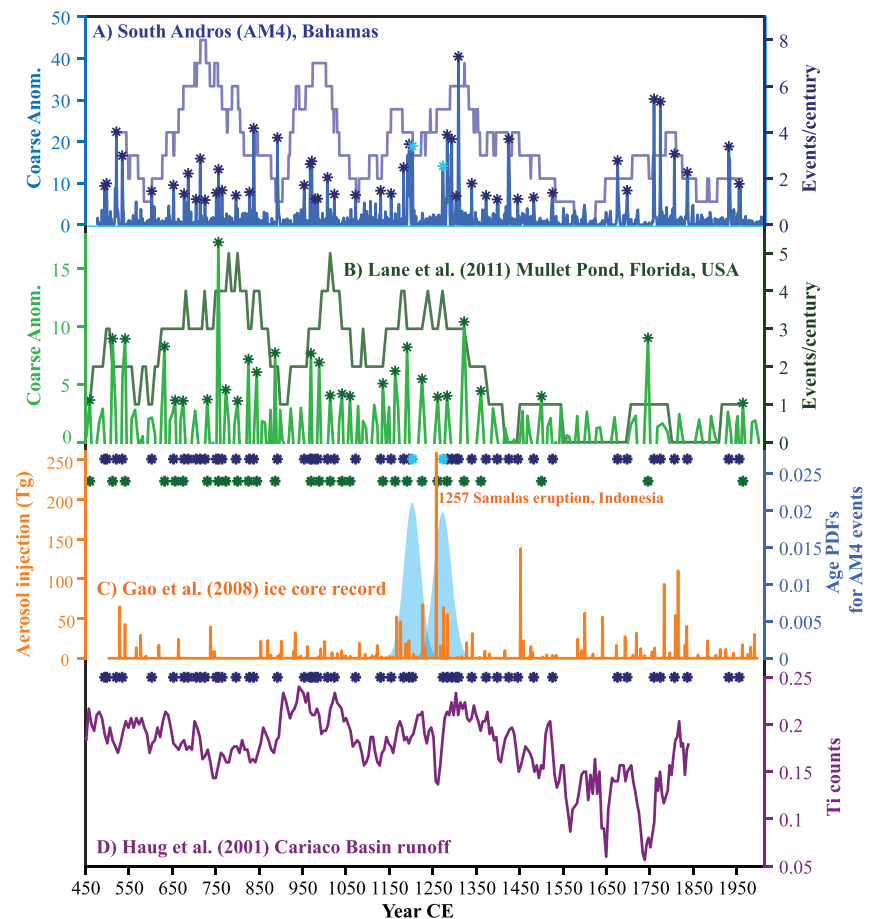 A) South Andros (AM4), Bahamas
Coarse Anom.
50
40
30
20
10
0
Events/century
8
6
4
2
0
B) Lane et al. (2011) Mullet Pond, Florida, USA
Coarse Anom.
15
10
5
0
Events/century
5
4
3
2
1
0
Aerosol injection (Tg)
250
200
150
100
50
0
1257 Samalas eruption, Indonesia
C) Gao et al. (2008) ice core record
0.025
0.02
0.015
0.01
0.005
0
Age PDFs
for AM4 events
0.25
0.2
0.15
0.1
0.05
Ti counts
D) Haug et al. (2001) Cariaco Basin runoff
450 550 650 750 850 950 1050 1150 1250 1350 1450 1550 1650 1750 1850 1950
Year CE